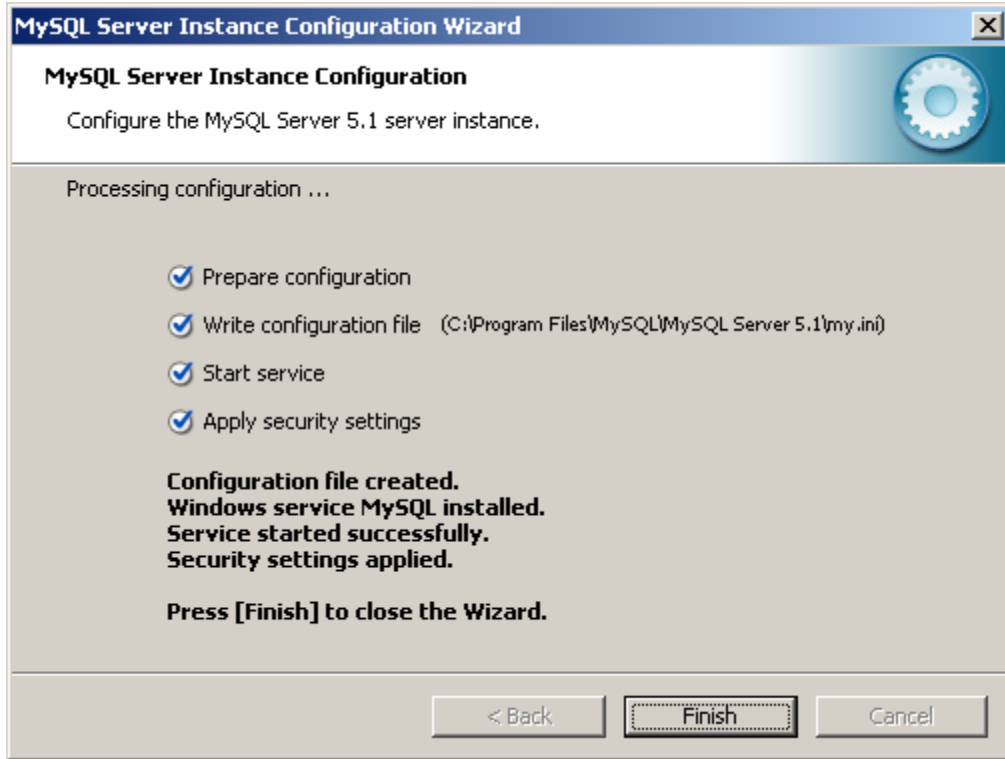 MySQL Server Instance Configuration Wizard
MySQL Server Instance Configuration
Configure the MySQL Server 5.1 server instance.
Processing configuration ...
Prepare configuration
Write configuration file (C:\Program Files\MySQL\MySQL Server 5.1\my.ini)
Start service
Apply security settings
Configuration file created.
Windows service MySQL installed.
Service started successfully.
Security settings applied.
Press [Finish] to close the Wizard.
< Back Finish Cancel